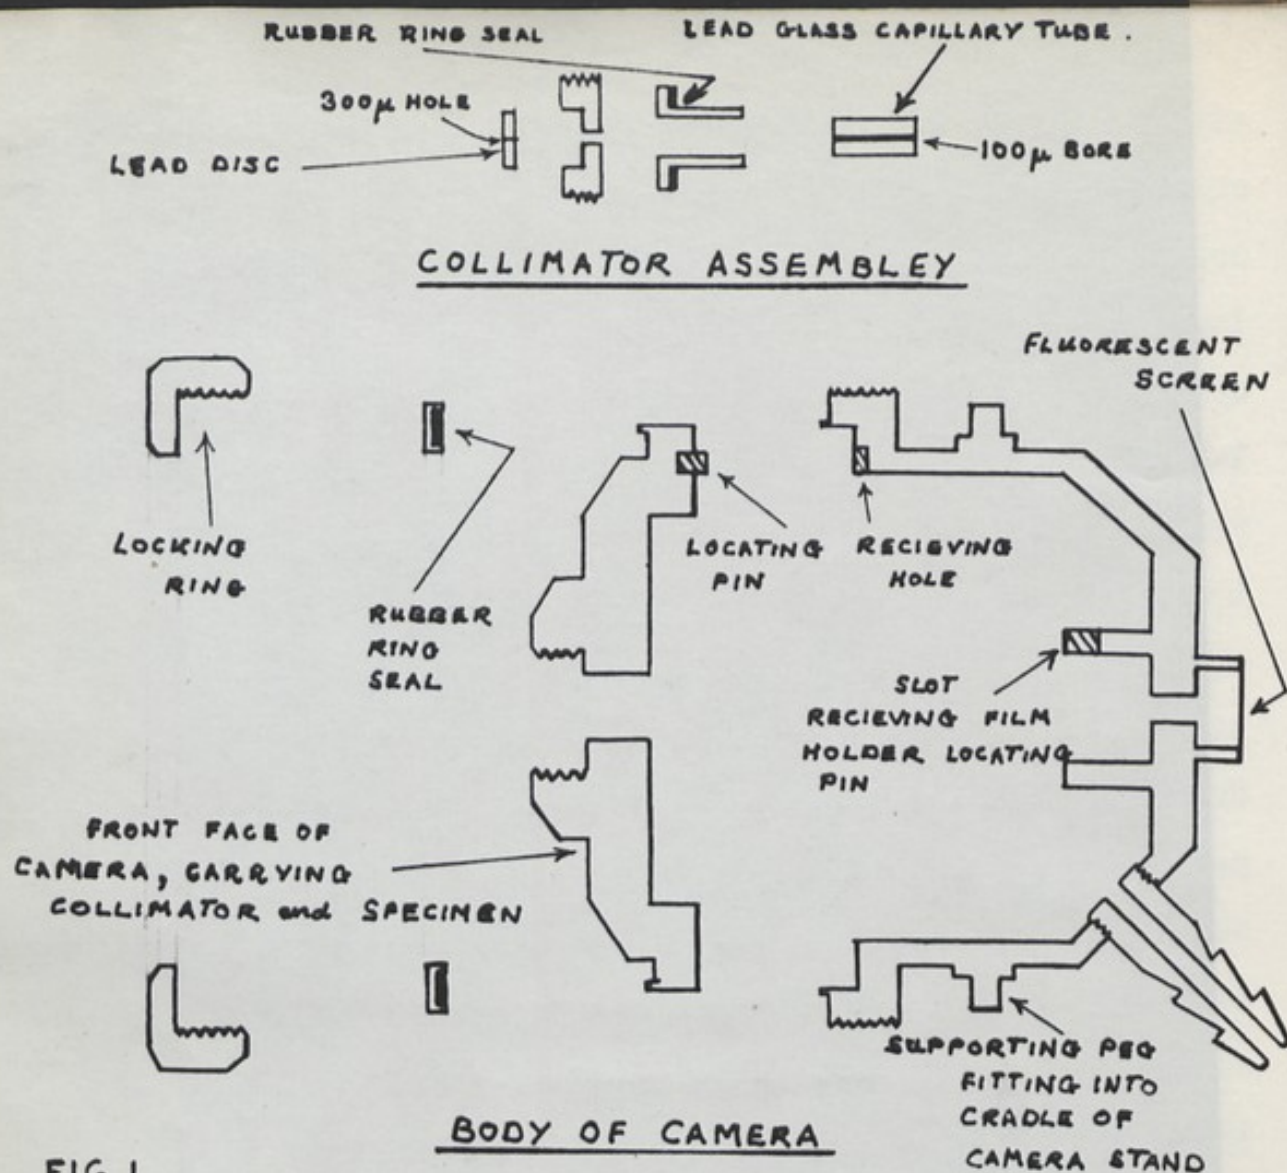 RUBBER RING SEAL
LEAD GLASS CAPILLARY TUBE.
300µ HOLE
LEAD DISC
100µ BORE
COLLIMATOR ASSEMBLEY
FLUORESCENT
SCREEN
LOCKING
RING
RUBBER
RING
SEAL
LOCATING
PIN
RECIEVING
HOLE
SLOT
RECIEVING FILM
HOLDER LOCATING
PIN
FRONT FACE OF
CAMERA, CARRYING
COLLIMATOR and SPECIMEN
SUPPORTING PEG
FITTING INTO
CRADLE OF
CAMERA STAND
BODY OF CAMERA
FIG 1